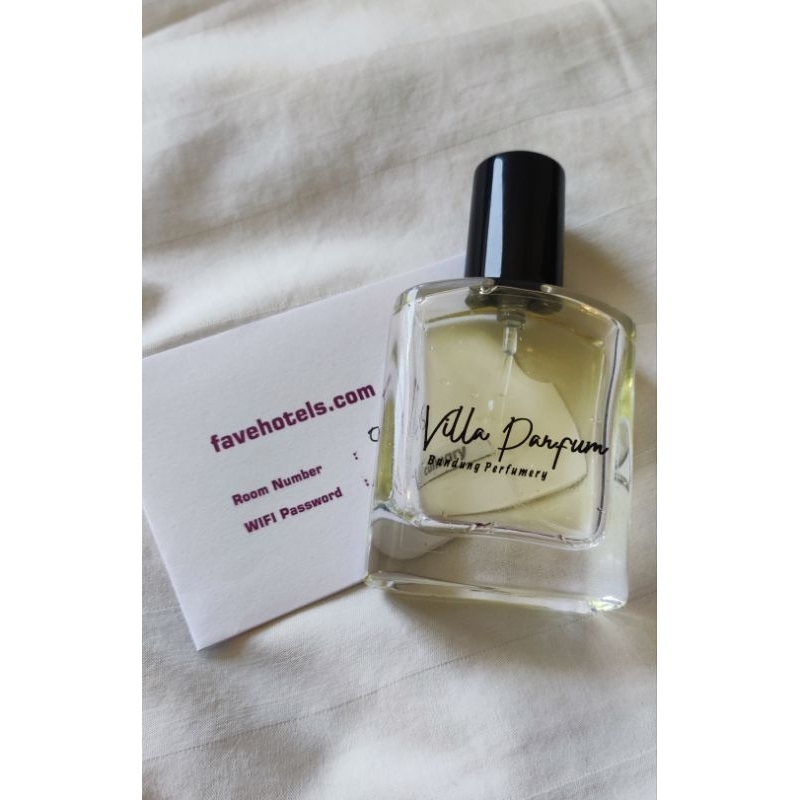 favehotels.com
Room Number :
WIFI Password :
Villa Parfum
Bandung Perfumery